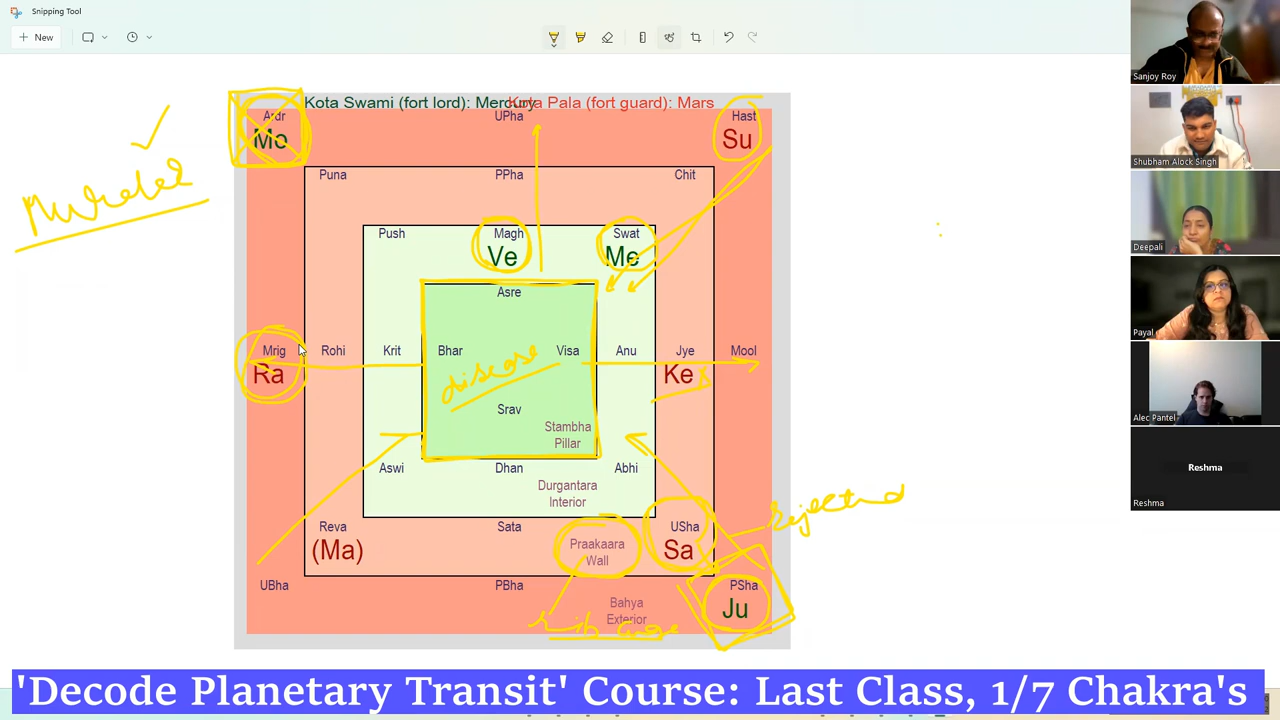 Snipping Tool
New
Kota Swami (fort lord): Mercury
Kota Pala (fort guard): Mars
Ardr
UPha
Hast
Mo
Su
Puna
PPha
Chit
Push
Magh
Swat
Ve
Me
Asre
Mrig
Rohi
Krit
Bhar
Visa
Anu
Jye
Mool
Ra
Ke
disease
Srav
Stambha
Pillar
Aswi
Dhan
Abhi
Durgantara
Interior
Reva
Sata
USha
rejected
(Ma)
Praakaara
Wall
Sa
UBha
PBha
PSha
Bahya
Exterior
Ju
Sanjoy Roy
Shubham Alock Singh
Deepali
Payal
Alec Pantel
Reshma
Reshma
'Decode Planetary Transit' Course: Last Class, 1/7 Chakra's